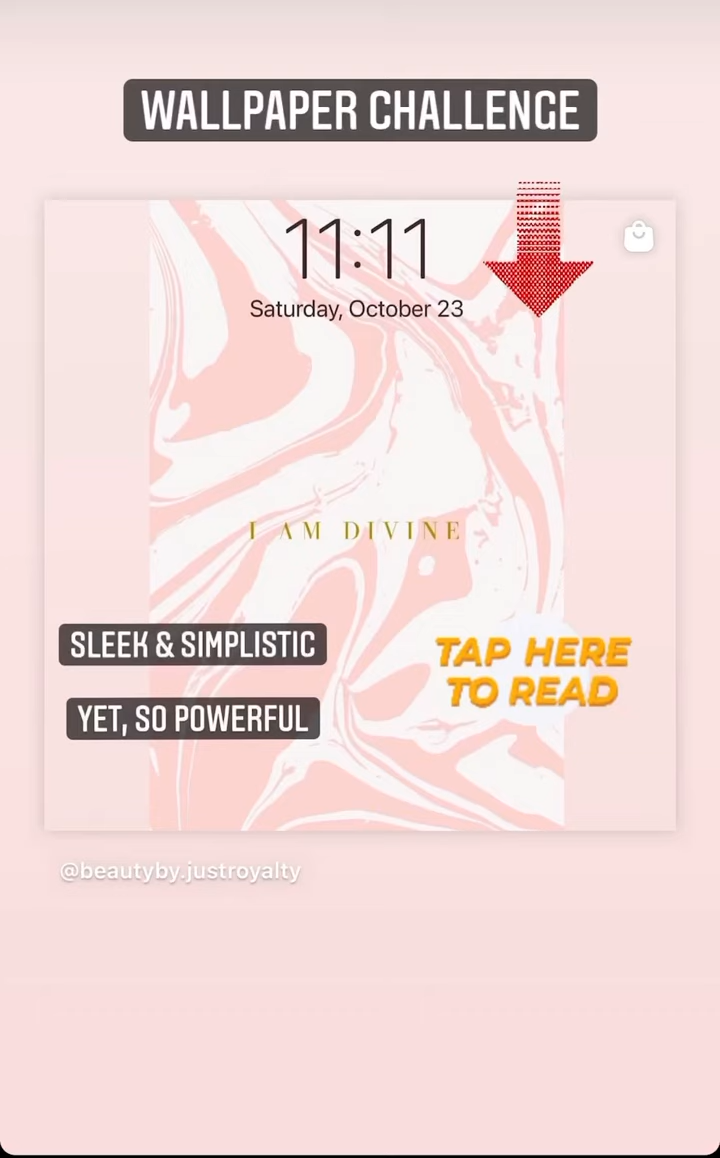 WALLPAPER CHALLENGE
11:11
Saturday, October 23
I AM DIVINE
SLEEK & SIMPLISTIC
YET, SO POWERFUL
TAP HERE
TO READ
@beautyby.justroyalty